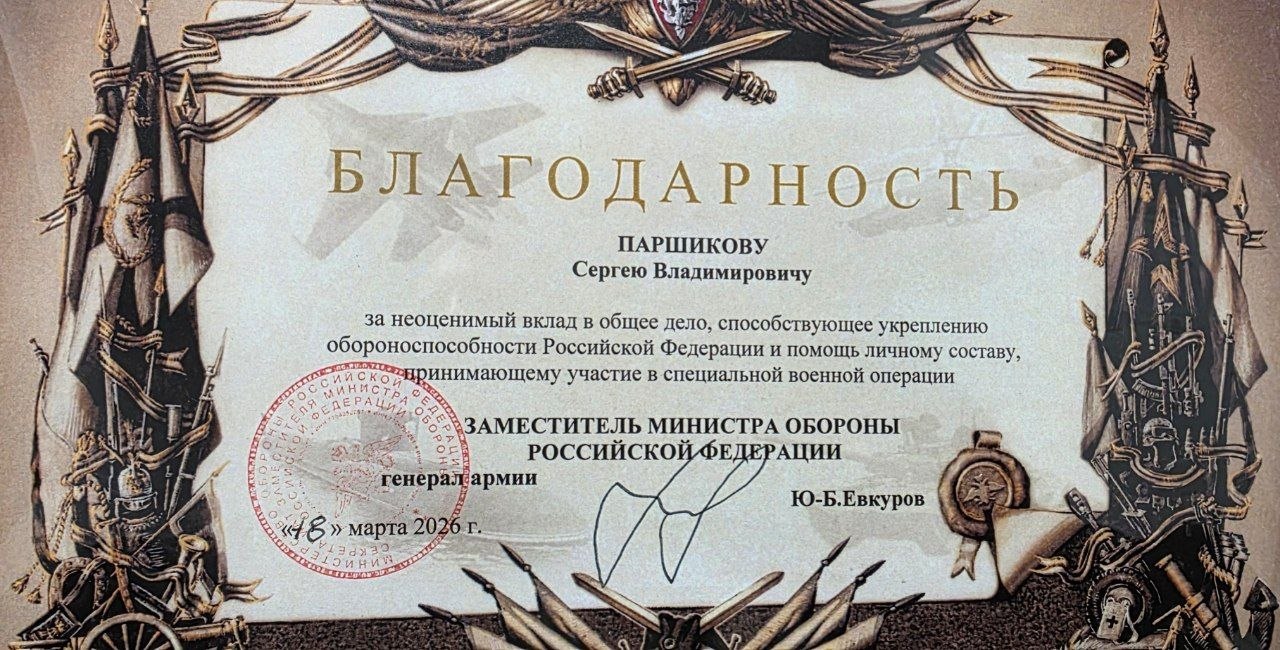 БЛАГОДАРНОСТЬ
ПАРШИКОВУ
Сергею Владимировичу
за неоценимый вклад в общее дело, способствующее укреплению
обороноспособности Российской Федерации и помощь личному составу,
принимающему участие в специальной военной операции
ЗАМЕСТИТЕЛЬ МИНИСТРА ОБОРОНЫ
РОССИЙСКОЙ ФЕДЕРАЦИИ
генерал армии
Ю-Б.Евкуров
«18» марта 2026 г.